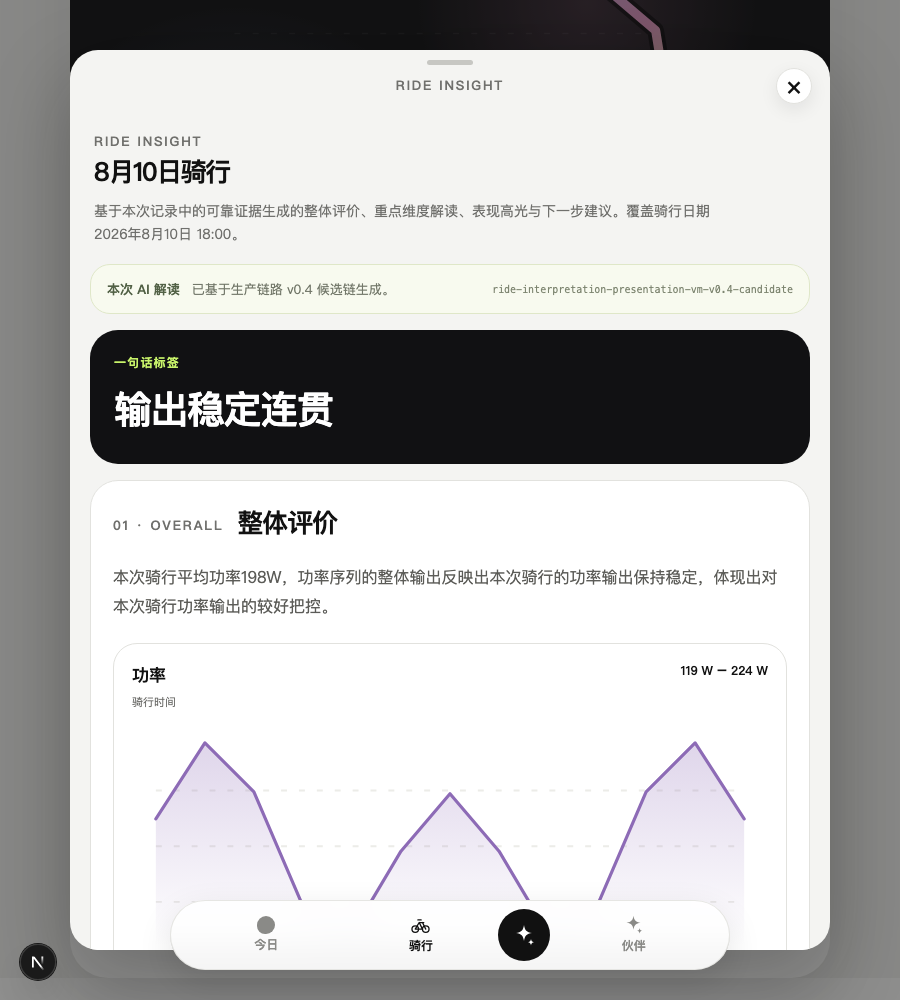 RIDE INSIGHT
RIDE INSIGHT
8月10日骑行
基于本次记录中的可靠证据生成的整体评价、重点维度解读、表现高光与下一步建议。覆盖骑行日期
2026年8月10日 18:00。
本次 AI 解读 已基于生产链路 v0.4 候选链生成。 ride-interpretation-presentation-vm-v0.4-candidate
一句话标签
输出稳定连贯
01 · OVERALL 整体评价
本次骑行平均功率198W，功率序列的整体输出反映出本次骑行的功率输出保持稳定，体现出对
本次骑行功率输出的较好把控。
功率 119 W – 224 W
骑行时间
今日 骑行 伙伴
N